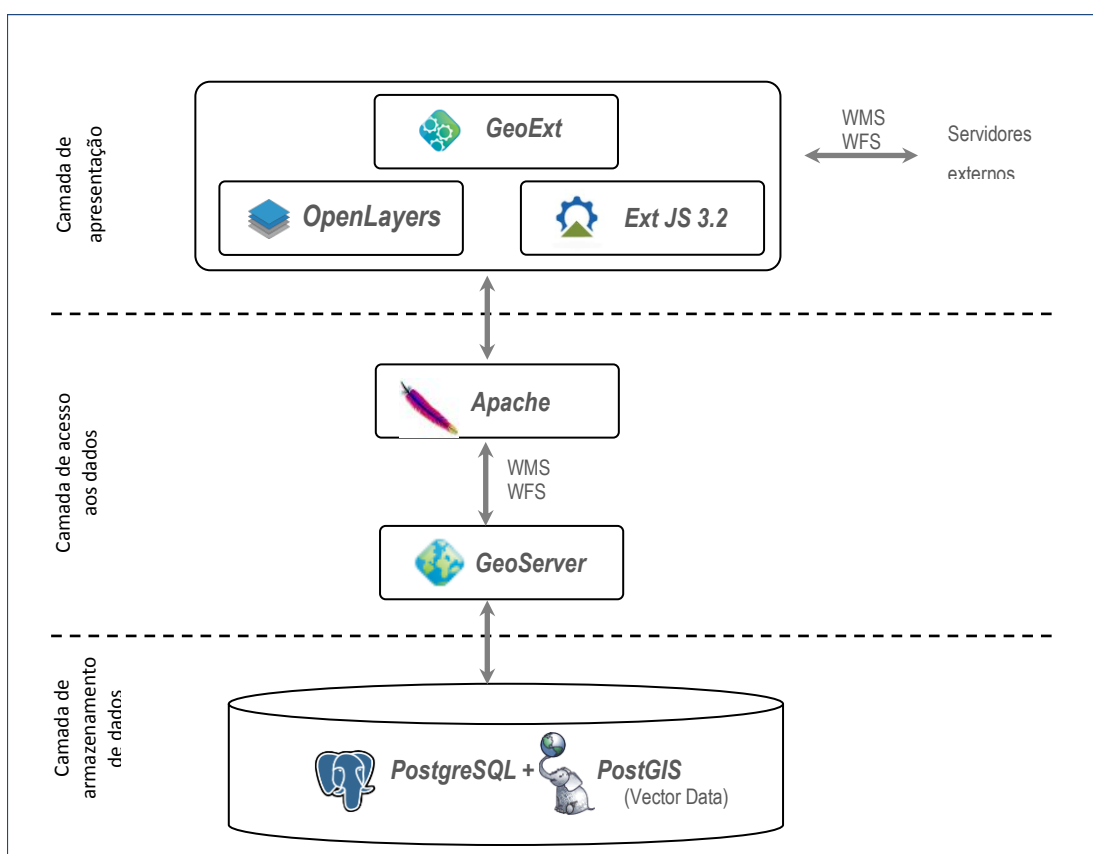 Camada de
apresentação
GeoExt
OpenLayers
Ext JS 3.2
WMS
WFS
Servidores
externos
Camada de acesso
aos dados
Apache
WMS
WFS
GeoServer
Camada de
armazenamento
de dados
PostgreSQL +
PostGIS
(Vector Data)